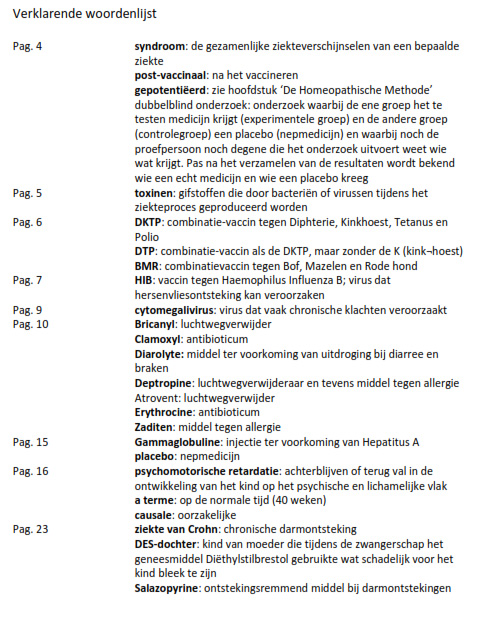 Verklarende woordenlijst
Pag. 4 syndroom: de gezamenlijke ziekteverschijnselen van een bepaalde
ziekte
post-vaccinaal: na het vaccineren
gepotentiëerd: zie hoofdstuk ‘De Homeopathische Methode’
dubbelblind onderzoek: onderzoek waarbij de ene groep het te
testen medicijn krijgt (experimentele groep) en de andere groep
(controlegroep) een placebo (nepmedicijn) en waarbij noch de
proefpersoon noch degene die het onderzoek uitvoert weet wie
wat krijgt. Pas na het verzamelen van de resultaten wordt bekend
wie een echt medicijn en wie een placebo kreeg
Pag. 5 toxinen: gifstoffen die door bacteriën of virussen tijdens het
ziekteproces geproduceerd worden
Pag. 6 DKTP: combinatie-vaccin tegen Diphterie, Kinkhoest, Tetanus en
Polio
DTP: combinatie-vaccin als de DKTP, maar zonder de K (kink¬hoest)
BMR: combinatievaccin tegen Bof, Mazelen en Rode hond
Pag. 7 HIB: vaccin tegen Haemophilus Influenza B; virus dat
hersenvliesontsteking kan veroorzaken
Pag. 9 cytomegalivirus: virus dat vaak chronische klachten veroorzaakt
Pag. 10 Bricanyl: luchtwegverwijder
Clamoxyl: antibioticum
Diarolyte: middel ter voorkoming van uitdroging bij diarree en
braken
Deptropine: luchtwegverwijderaar en tevens middel tegen allergie
Atrovent: luchtwegverwijder
Erythrocine: antibioticum
Zaditen: middel tegen allergie
Pag. 15 Gammaglobuline: injectie ter voorkoming van Hepatitus A
placebo: nepmedicijn
Pag. 16 psychomotorische retardatie: achterblijven of terug val in de
ontwikkeling van het kind op het psychische en lichamelijke vlak
a terme: op de normale tijd (40 weken)
causale: oorzakelijke
Pag. 23 ziekte van Crohn: chronische darmontsteking
DES-dochter: kind van moeder die tijdens de zwangerschap het
geneesmiddel Diëthylstilbrestol gebruikte wat schadelijk voor het
kind bleek te zijn
Salazopyrine: ontstekingsremmend middel bij darmontstekingen